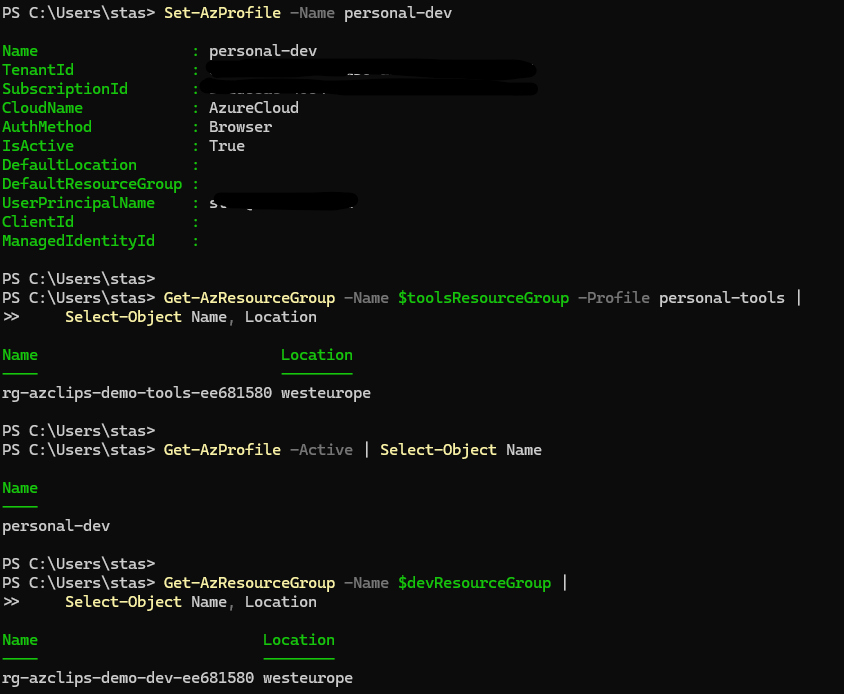 PS C:\Users\stas> Set-AzProfile -Name personal-dev
Name : personal-dev
TenantId :
SubscriptionId :
CloudName : AzureCloud
AuthMethod : Browser
IsActive : True
DefaultLocation :
DefaultResourceGroup :
UserPrincipalName :
ClientId :
ManagedIdentityId :
PS C:\Users\stas>
PS C:\Users\stas> Get-AzResourceGroup -Name $toolsResourceGroup -Profile personal-tools |
>> Select-Object Name, Location
Name Location
---- --------
rg-azclips-demo-tools-ee681580 westeurope
PS C:\Users\stas>
PS C:\Users\stas> Get-AzProfile -Active | Select-Object Name
Name
----
personal-dev
PS C:\Users\stas>
PS C:\Users\stas> Get-AzResourceGroup -Name $devResourceGroup |
>> Select-Object Name, Location
Name Location
---- --------
rg-azclips-demo-dev-ee681580 westeurope